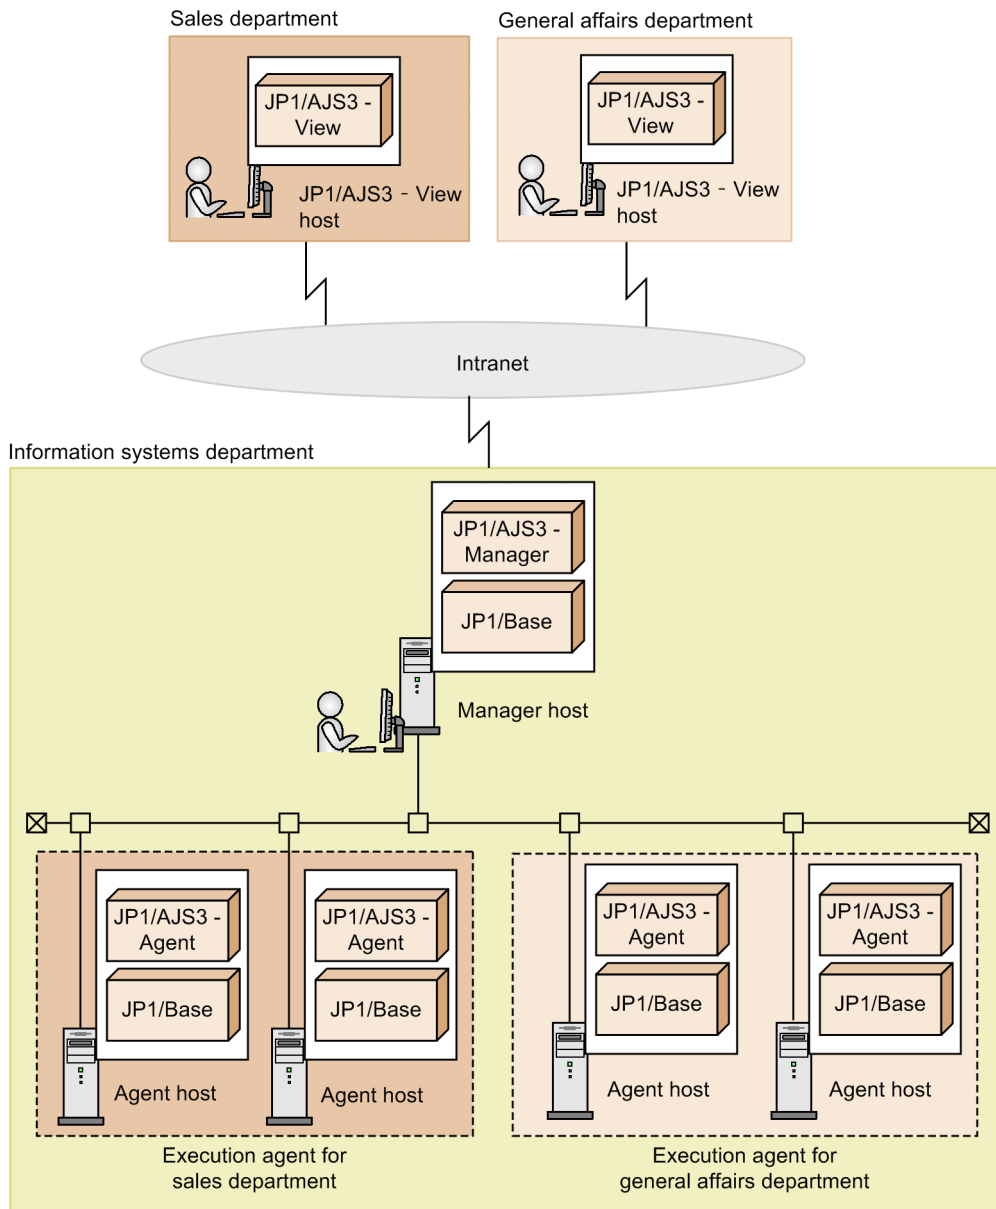 Sales department
General affairs department
JP1/AJS3 -
View
JP1/AJS3 - View
host
JP1/AJS3 -
View
JP1/AJS3 - View
host
Intranet
Information systems department
JP1/AJS3 -
Manager
JP1/Base
Manager host
JP1/AJS3 -
Agent
JP1/Base
Agent host
JP1/AJS3 -
Agent
JP1/Base
Agent host
JP1/AJS3 -
Agent
JP1/Base
Agent host
JP1/AJS3 -
Agent
JP1/Base
Agent host
Execution agent for
sales department
Execution agent for
general affairs department